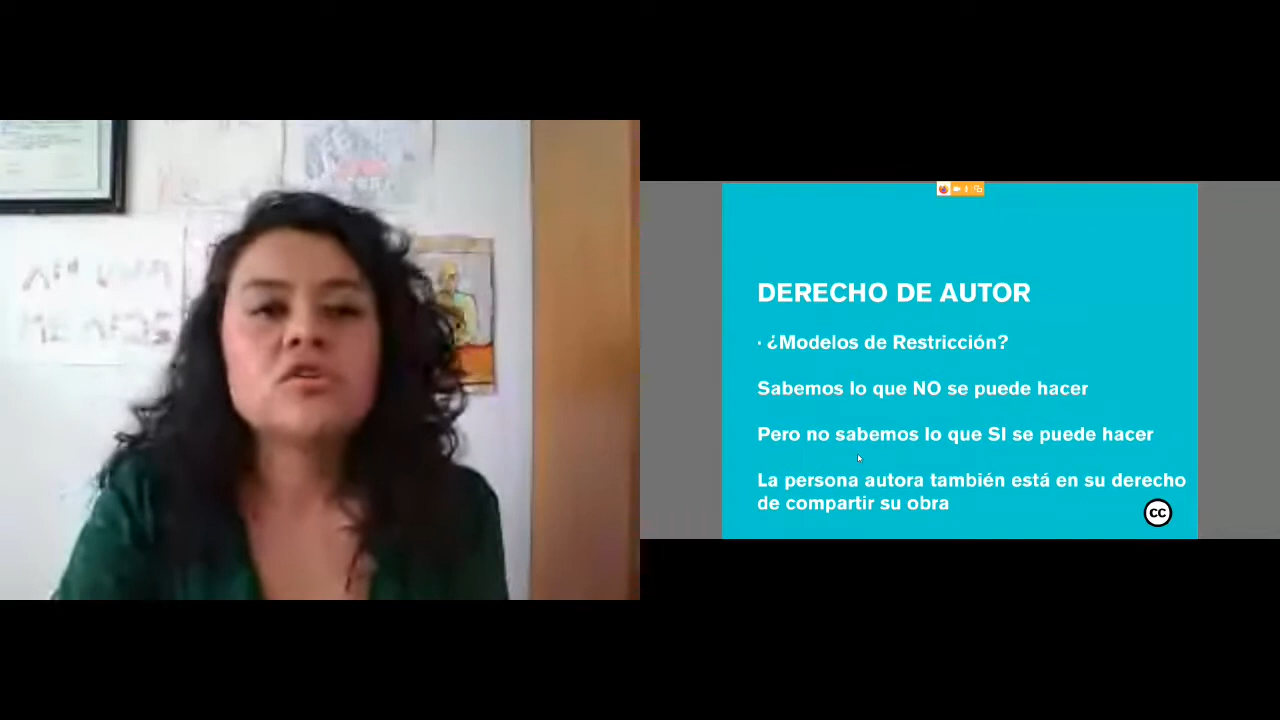 DERECHO DE AUTOR
· ¿Modelos de Restricción?
Sabemos lo que NO se puede hacer
Pero no sabemos lo que SI se puede hacer
La persona autora también está en su derecho
de compartir su obra
cc